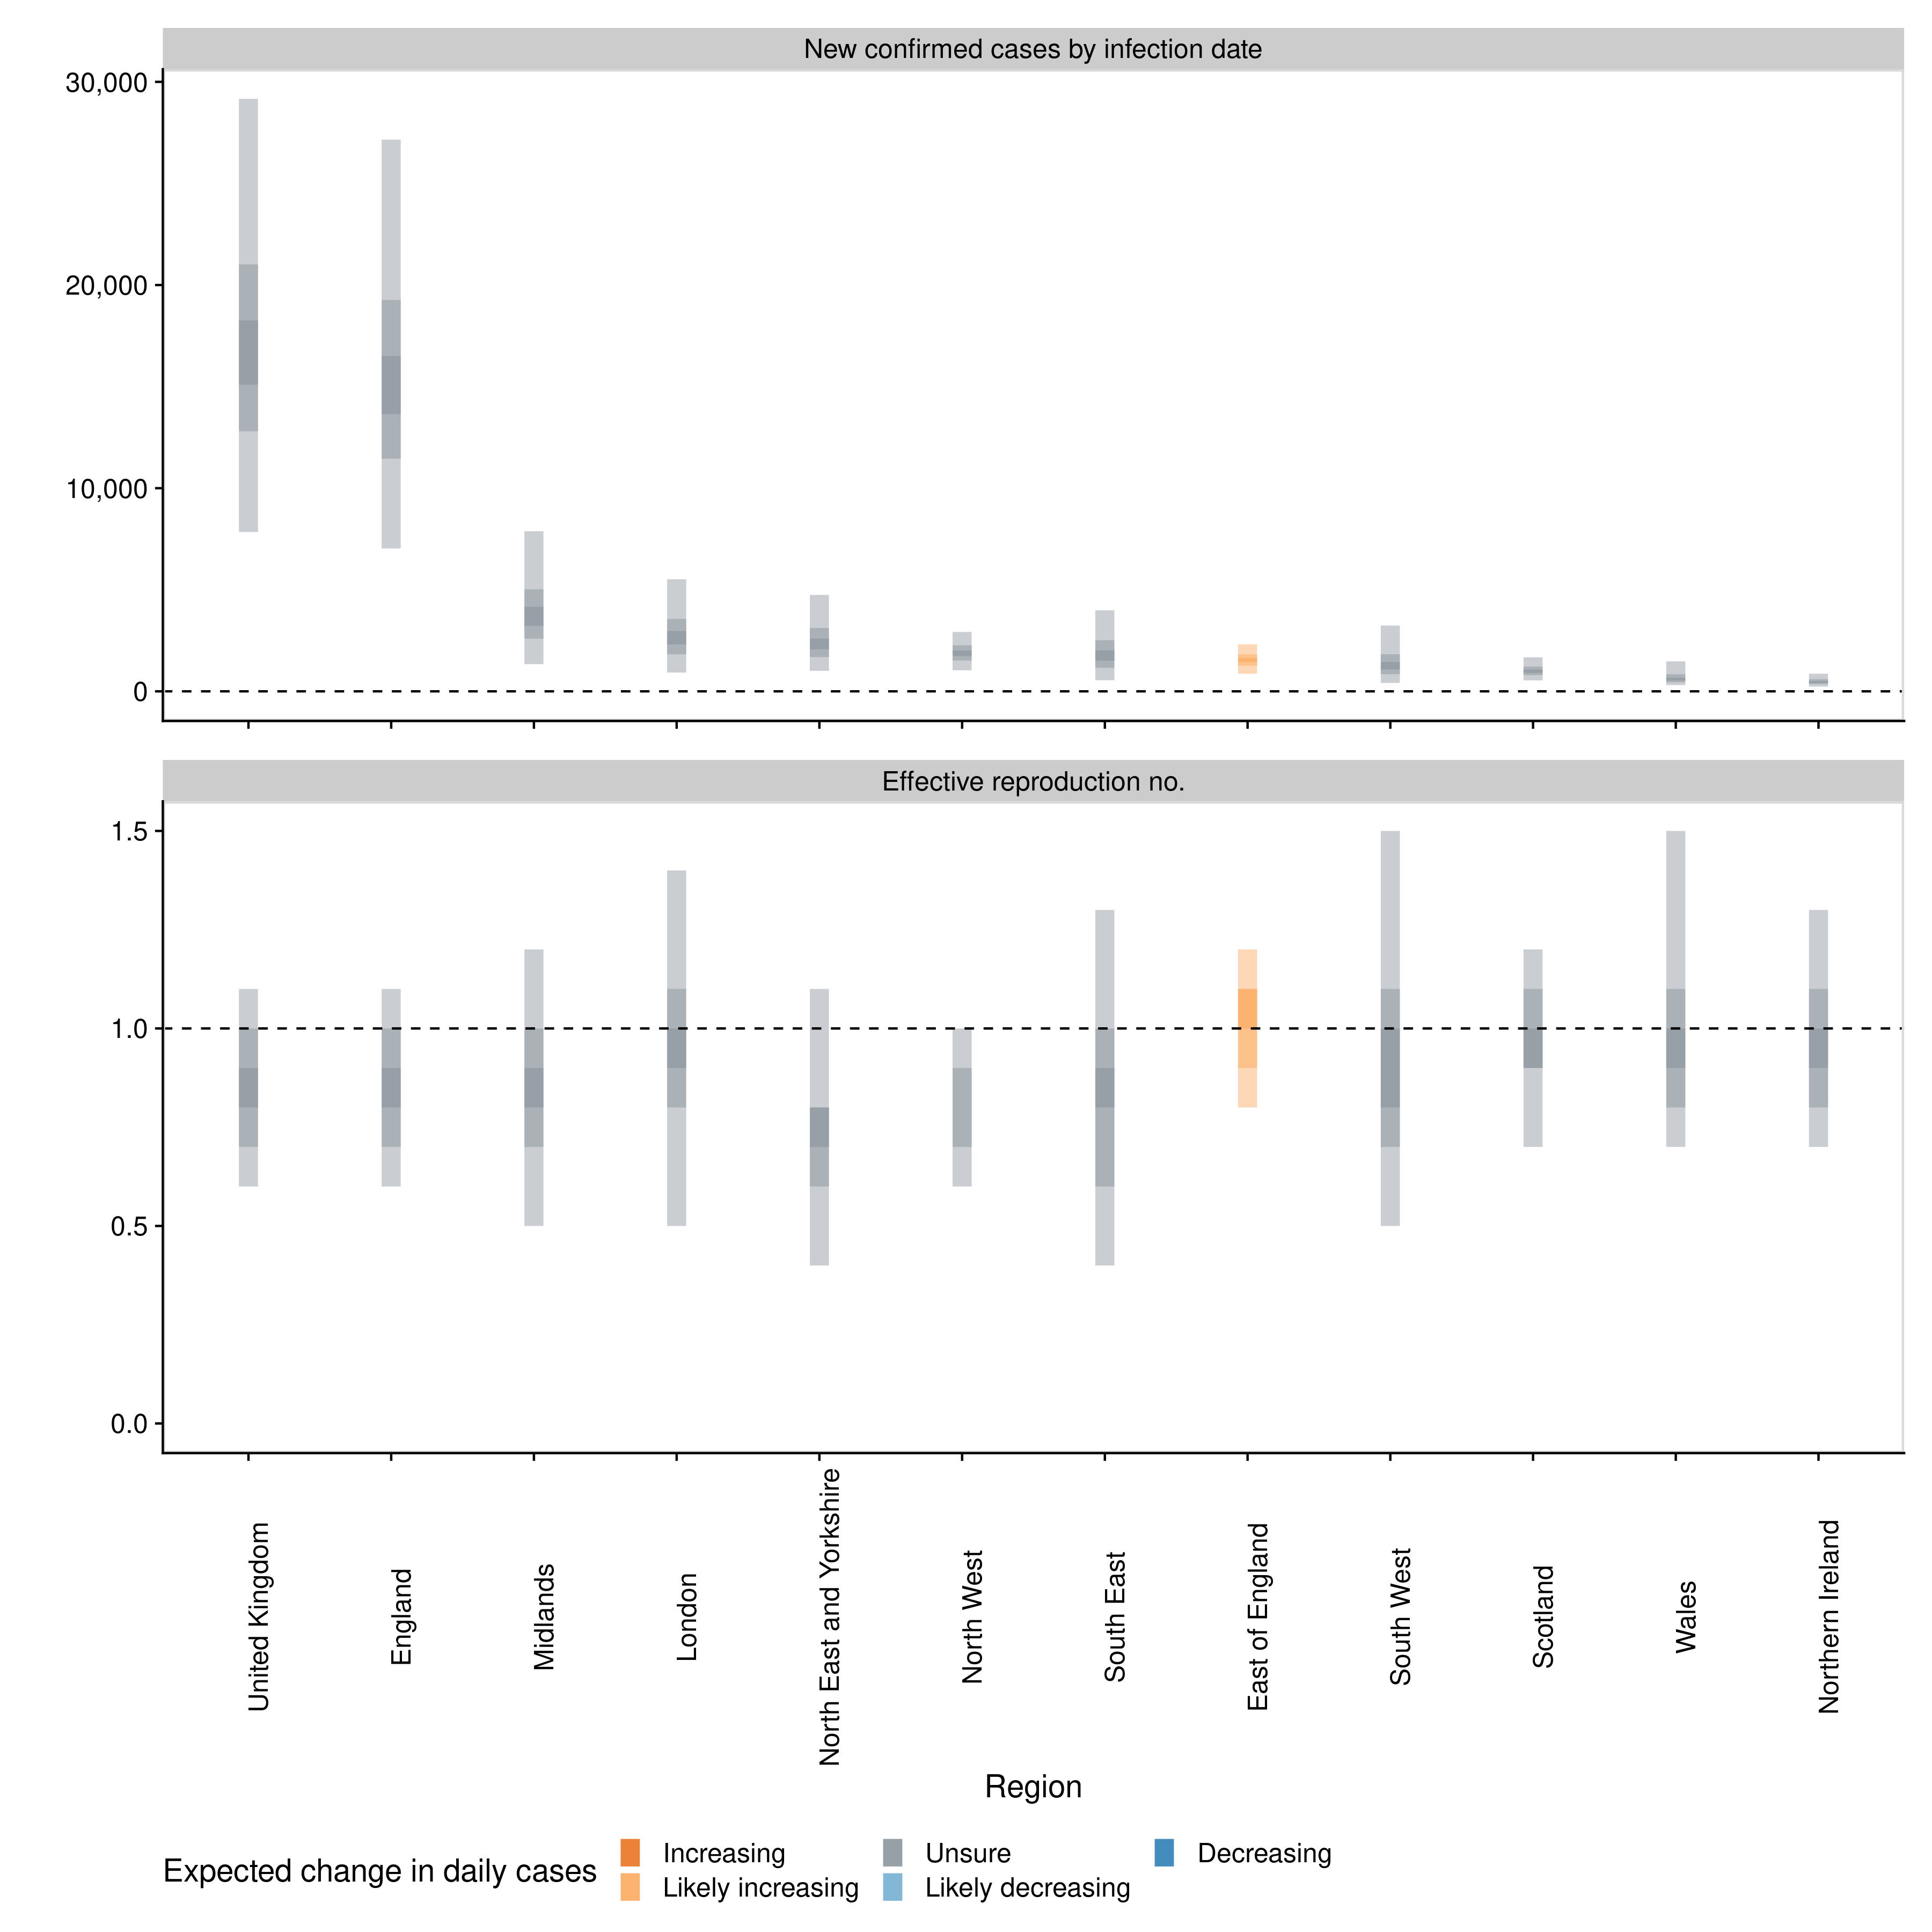 New confirmed cases by infection date
30,000
20,000
10,000
0
Effective reproduction no.
1.5
1.0
0.5
0.0
United Kingdom
England
Midlands
London
North East and Yorkshire
North West
South East
East of England
South West
Scotland
Wales
Northern Ireland
Region
Expected change in daily cases
Increasing
Likely increasing
Unsure
Likely decreasing
Decreasing